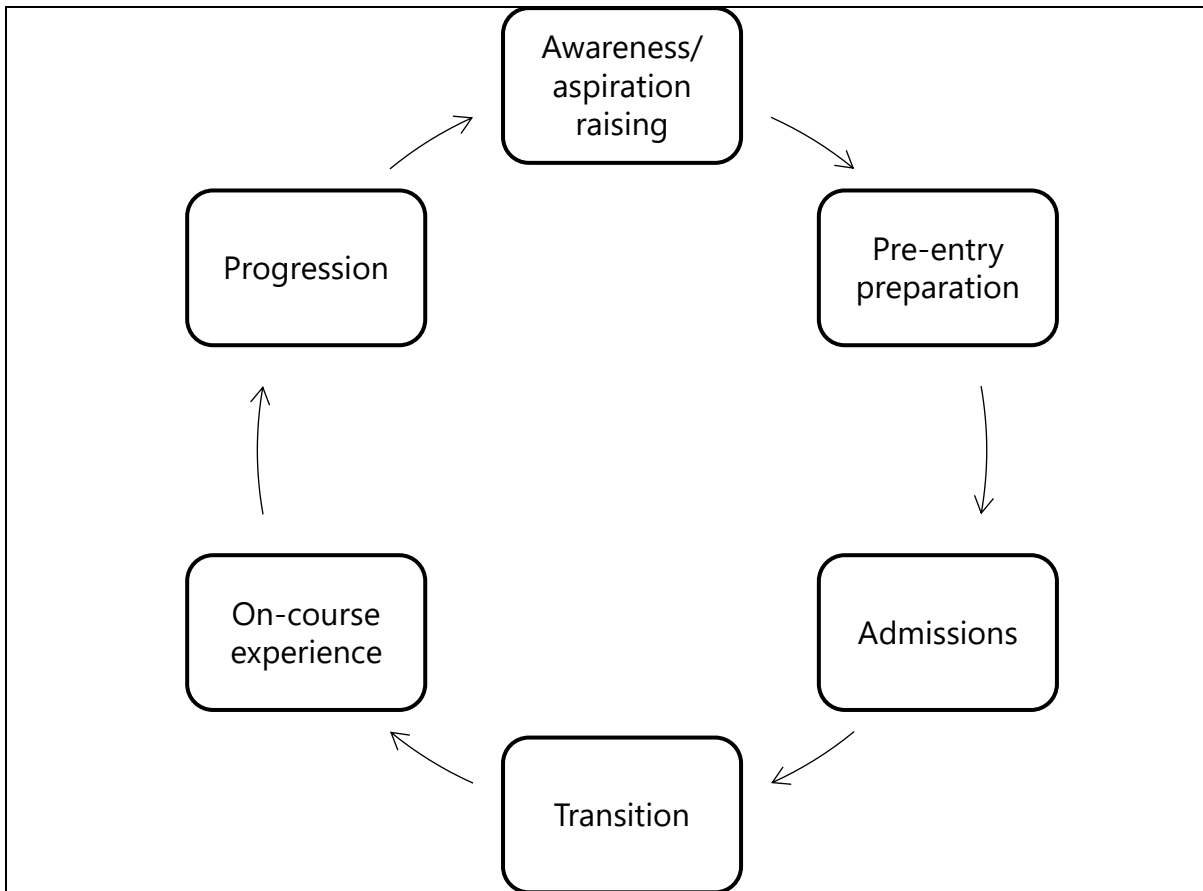 Awareness/
aspiration
raising
Pre-entry
preparation
Admissions
Transition
On-course
experience
Progression